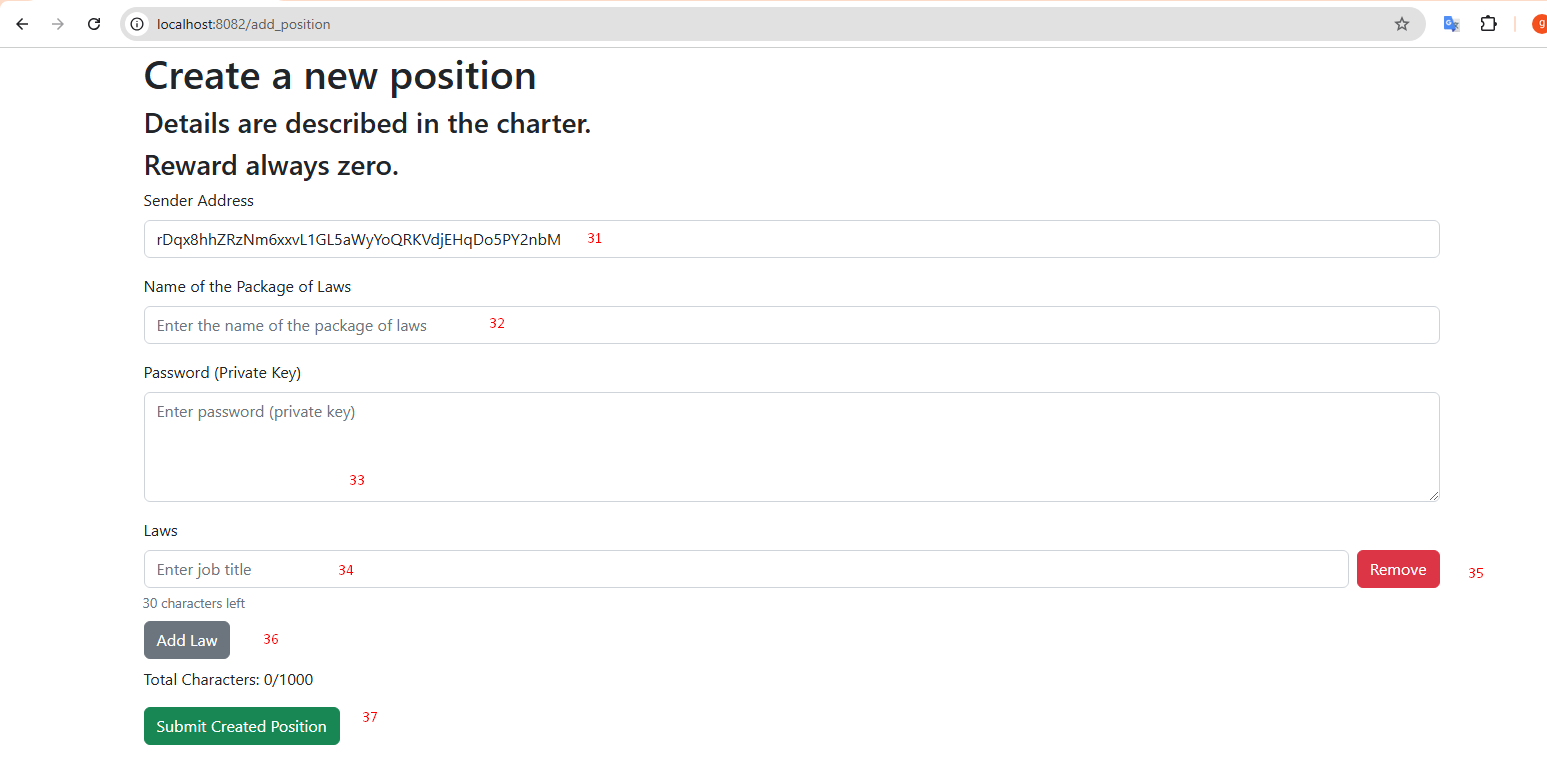 localhost:8082/add_position
g
Create a new position
Details are described in the charter.
Reward always zero.
Sender Address
rDqx8hhZRzNm6xxvL1GL5aWyYoQRKVdjEHqDo5PY2nbM 31
Name of the Package of Laws
Enter the name of the package of laws 32
Password (Private Key)
Enter password (private key)
33
Laws
Enter job title 34 Remove 35
30 characters left
Add Law 36
Total Characters: 0/1000
Submit Created Position 37